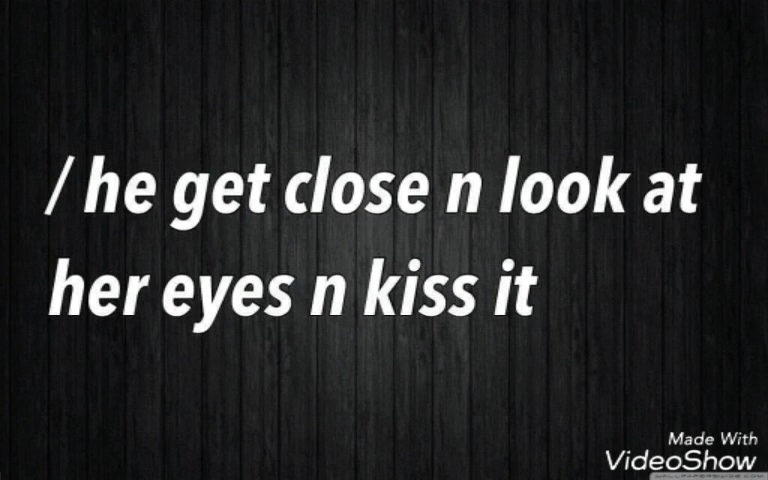 / he get close n look at
her eyes n kiss it
Made With
VideoShow